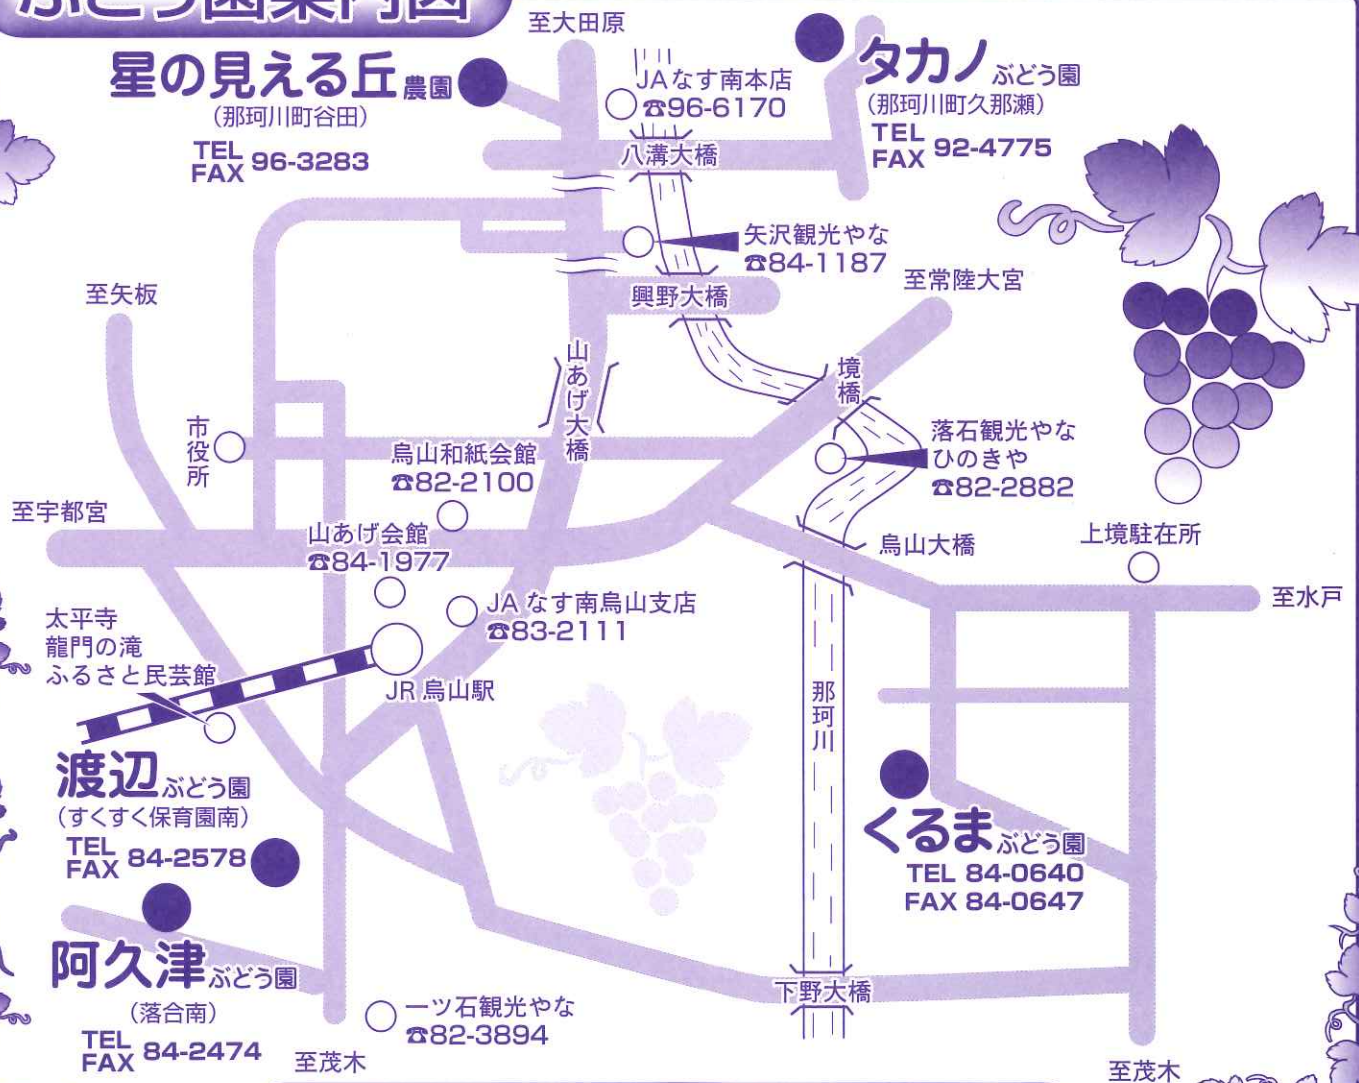 ぶどう園案内図
至大田原
星の見える丘農園
(那珂川町谷田)
TEL
FAX 96-3283
JAなす南本店
☎96-6170
タカノぶどう園
(那珂川町久那瀬)
TEL
FAX 92-4775
八溝大橋
矢沢観光やな
☎84-1187
至矢板
興野大橋
至常陸大宮
山あげ大橋
境橋
市役所
烏山和紙会館
☎82-2100
落石観光やな
ひのきや
☎82-2882
至宇都宮
山あげ会館
☎84-1977
烏山大橋
上境駐在所
至水戸
JAなす南烏山支店
☎83-2111
太平寺
龍門の滝
ふるさと民芸館
JR烏山駅
那珂川
渡辺ぶどう園
(すくすく保育園南)
TEL
FAX 84-2578
くるまぶどう園
TEL 84-0640
FAX 84-0647
阿久津ぶどう園
(落合南)
TEL
FAX 84-2474
一ツ石観光やな
☎82-3894
下野大橋
至茂木
至茂木